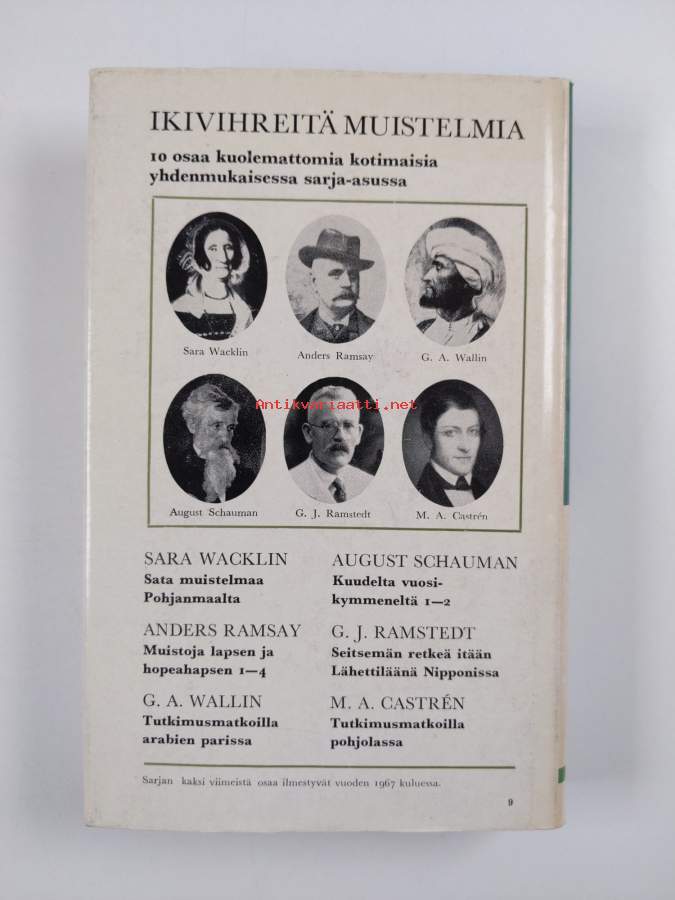 IKIVIHREITÄ MUISTELMIA
10 osaa kuolemattomia kotimaisia
yhdenmukaisessa sarja-asussa
Sara Wacklin
Anders Ramsay
G. A. Wallin
Antikvariaatti.net
August Schauman
G. J. Ramstedt
M. A. Castrén
SARA WACKLIN
Sata muistelmaa
Pohjanmaalta
AUGUST SCHAUMAN
Kuudelta vuosi-
kymmeneltä 1—2
ANDERS RAMSAY
Muistoja lapsen ja
hopeahapsen 1—4
G. J. RAMSTEDT
Seitsemän retkeä itään
Lähettiläänä Nipponissa
G. A. WALLIN
Tutkimusmatkoilla
arabien parissa
M. A. CASTRÉN
Tutkimusmatkoilla
pohjolassa
Sarjan kaksi viimeistä osaa ilmestyvät vuoden 1967 kuluessa.
9